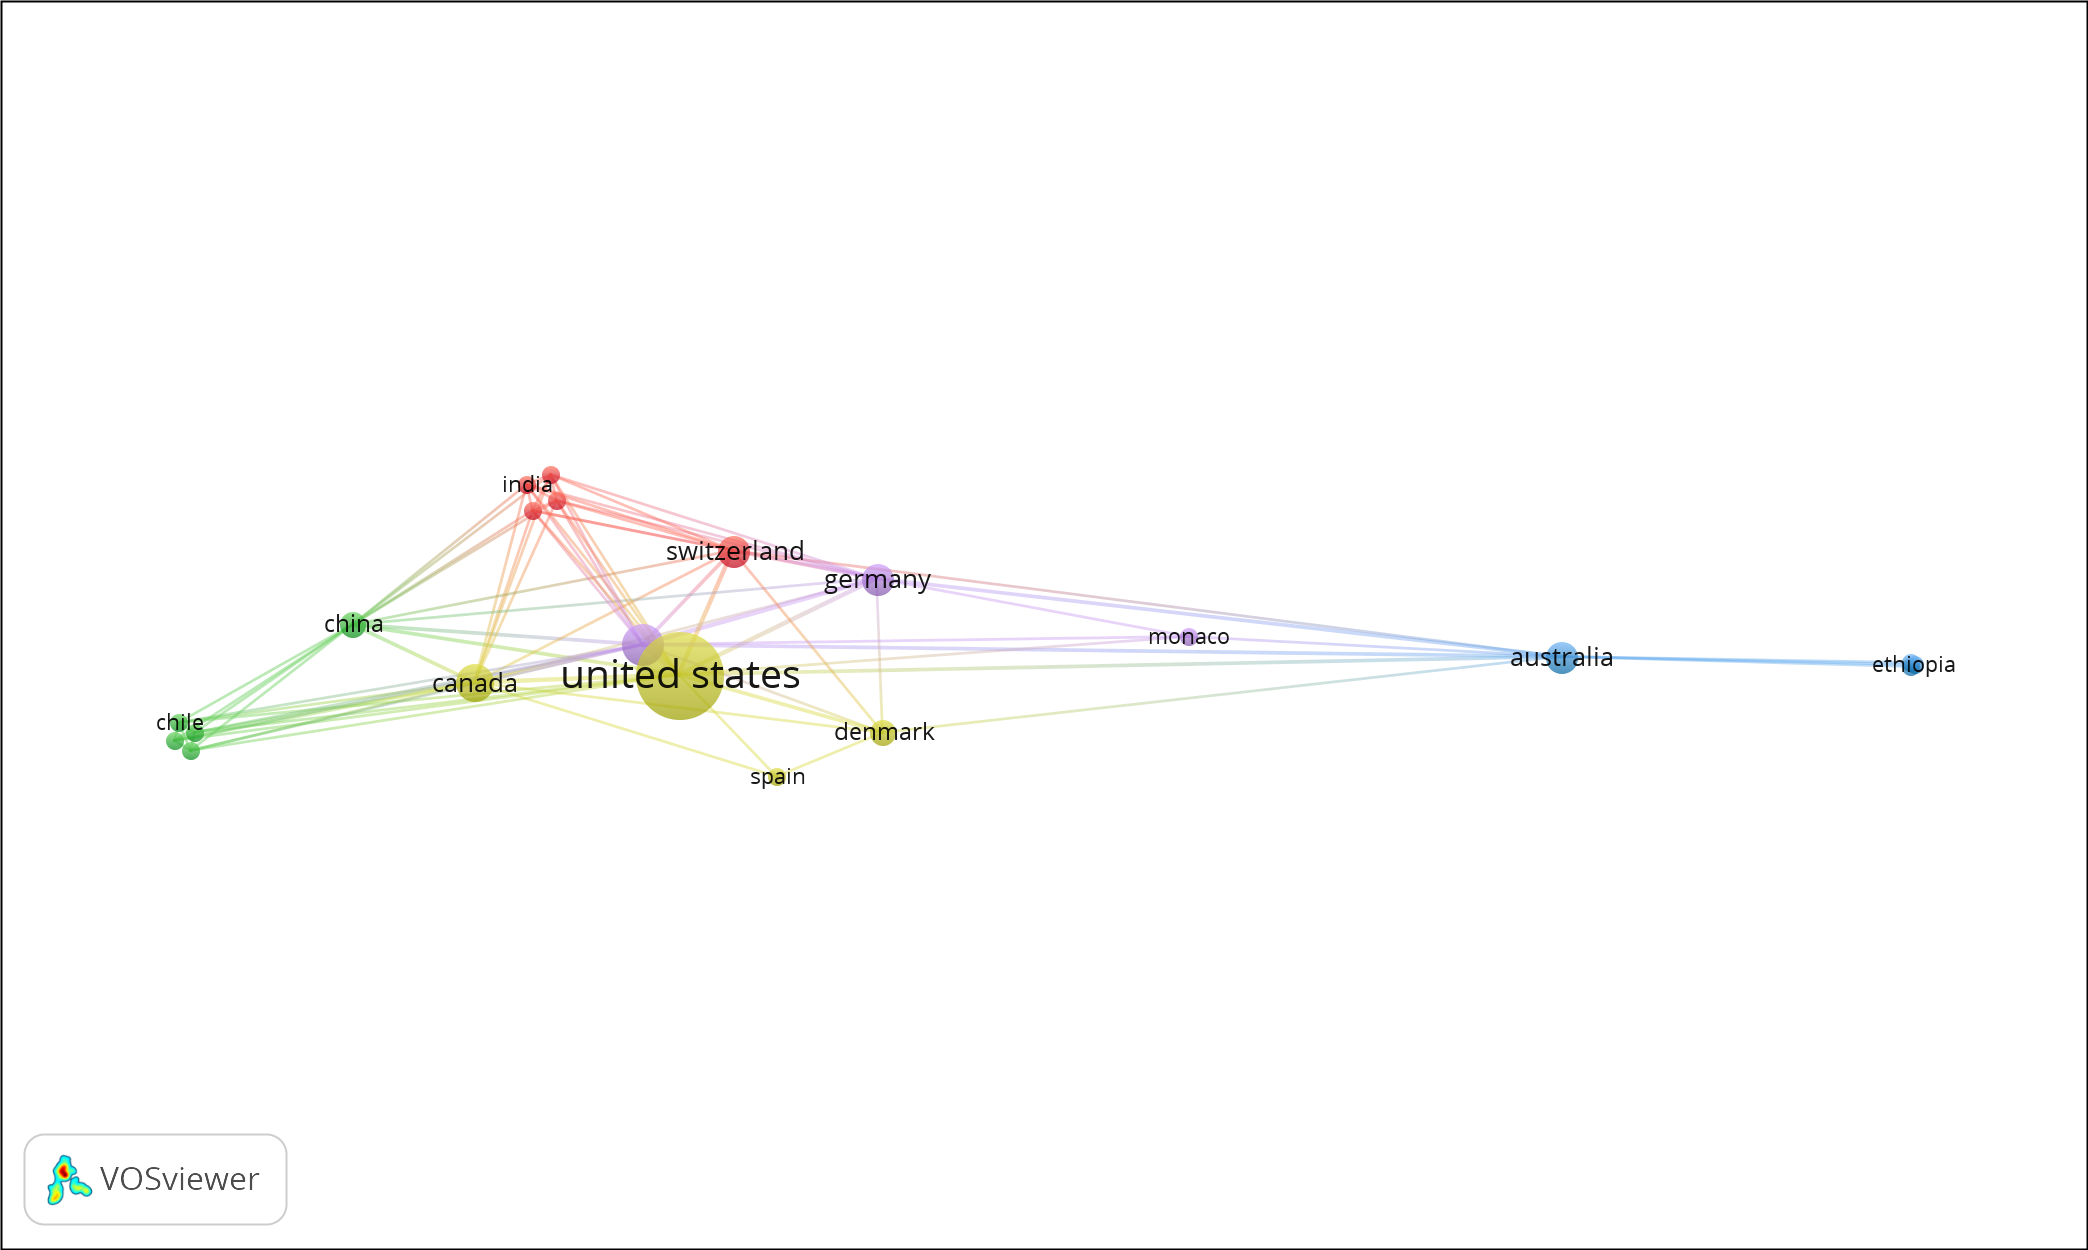 india
switzerland
germany
china
monaco
australia
ethiopia
united states
canada
chile
denmark
spain
VOSviewer